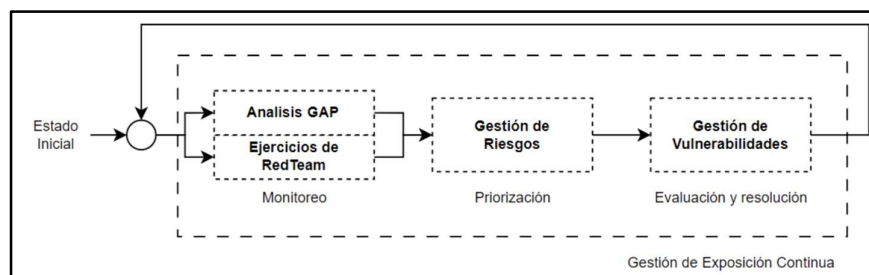 Estado
Inicial
Analisis GAP
Ejercicios de
RedTeam
Monitoreo
Gestión de
Riesgos
Priorización
Gestión de
Vulnerabilidades
Evaluación y resolución
Gestión de Exposición Continua